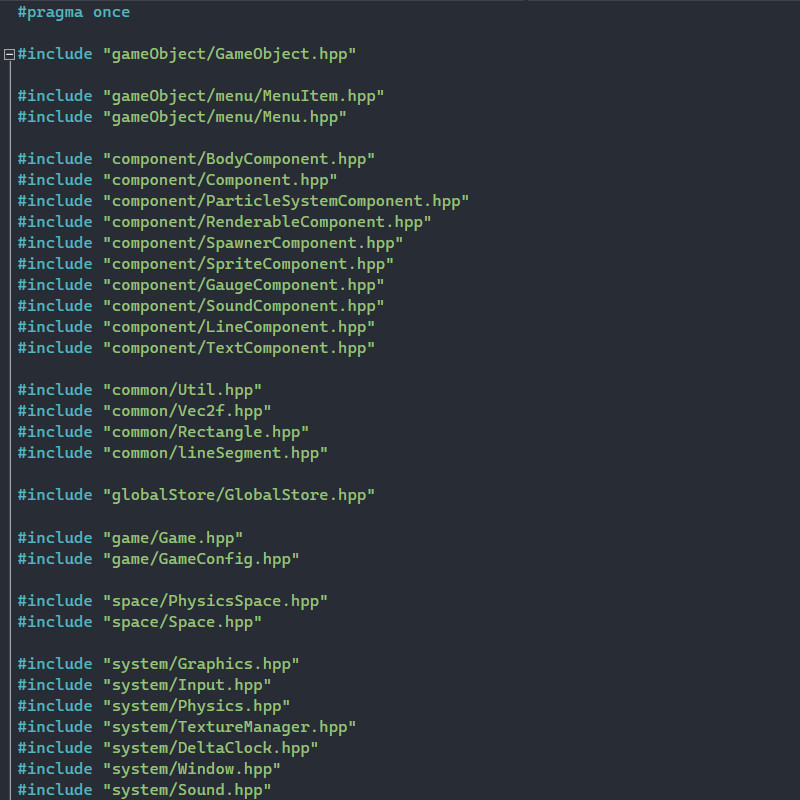 #pragma once
#include "gameObject/GameObject.hpp"
#include "gameObject/menu/MenuItem.hpp"
#include "gameObject/menu/Menu.hpp"
#include "component/BodyComponent.hpp"
#include "component/Component.hpp"
#include "component/ParticleSystemComponent.hpp"
#include "component/RenderableComponent.hpp"
#include "component/SpawnerComponent.hpp"
#include "component/SpriteComponent.hpp"
#include "component/GaugeComponent.hpp"
#include "component/SoundComponent.hpp"
#include "component/LineComponent.hpp"
#include "component/TextComponent.hpp"
#include "common/Util.hpp"
#include "common/Vec2f.hpp"
#include "common/Rectangle.hpp"
#include "common/lineSegment.hpp"
#include "globalStore/GlobalStore.hpp"
#include "game/Game.hpp"
#include "game/GameConfig.hpp"
#include "space/PhysicsSpace.hpp"
#include "space/Space.hpp"
#include "system/Graphics.hpp"
#include "system/Input.hpp"
#include "system/Physics.hpp"
#include "system/TextureManager.hpp"
#include "system/DeltaClock.hpp"
#include "system/Window.hpp"
#include "system/Sound.hpp"